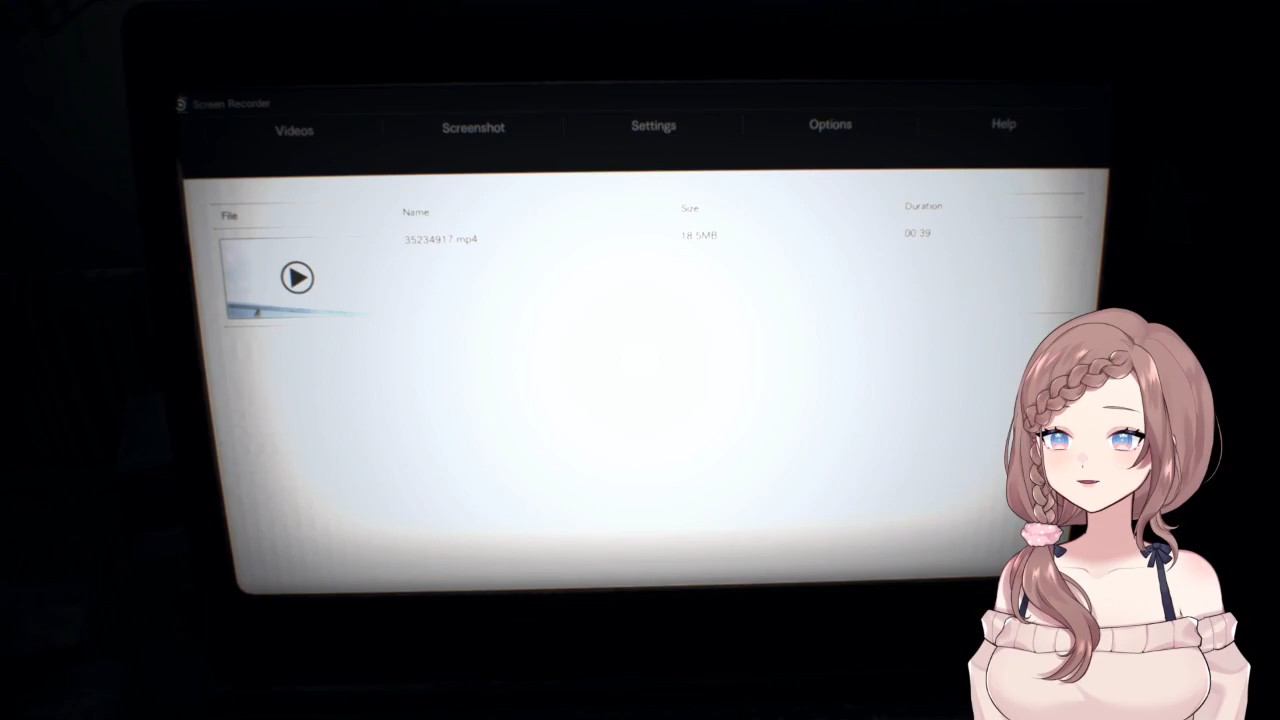 Screen Recorder
Videos Screenshot Settings Options Help
File Name Size Duration
35234917.mp4 18.5MB 00:39